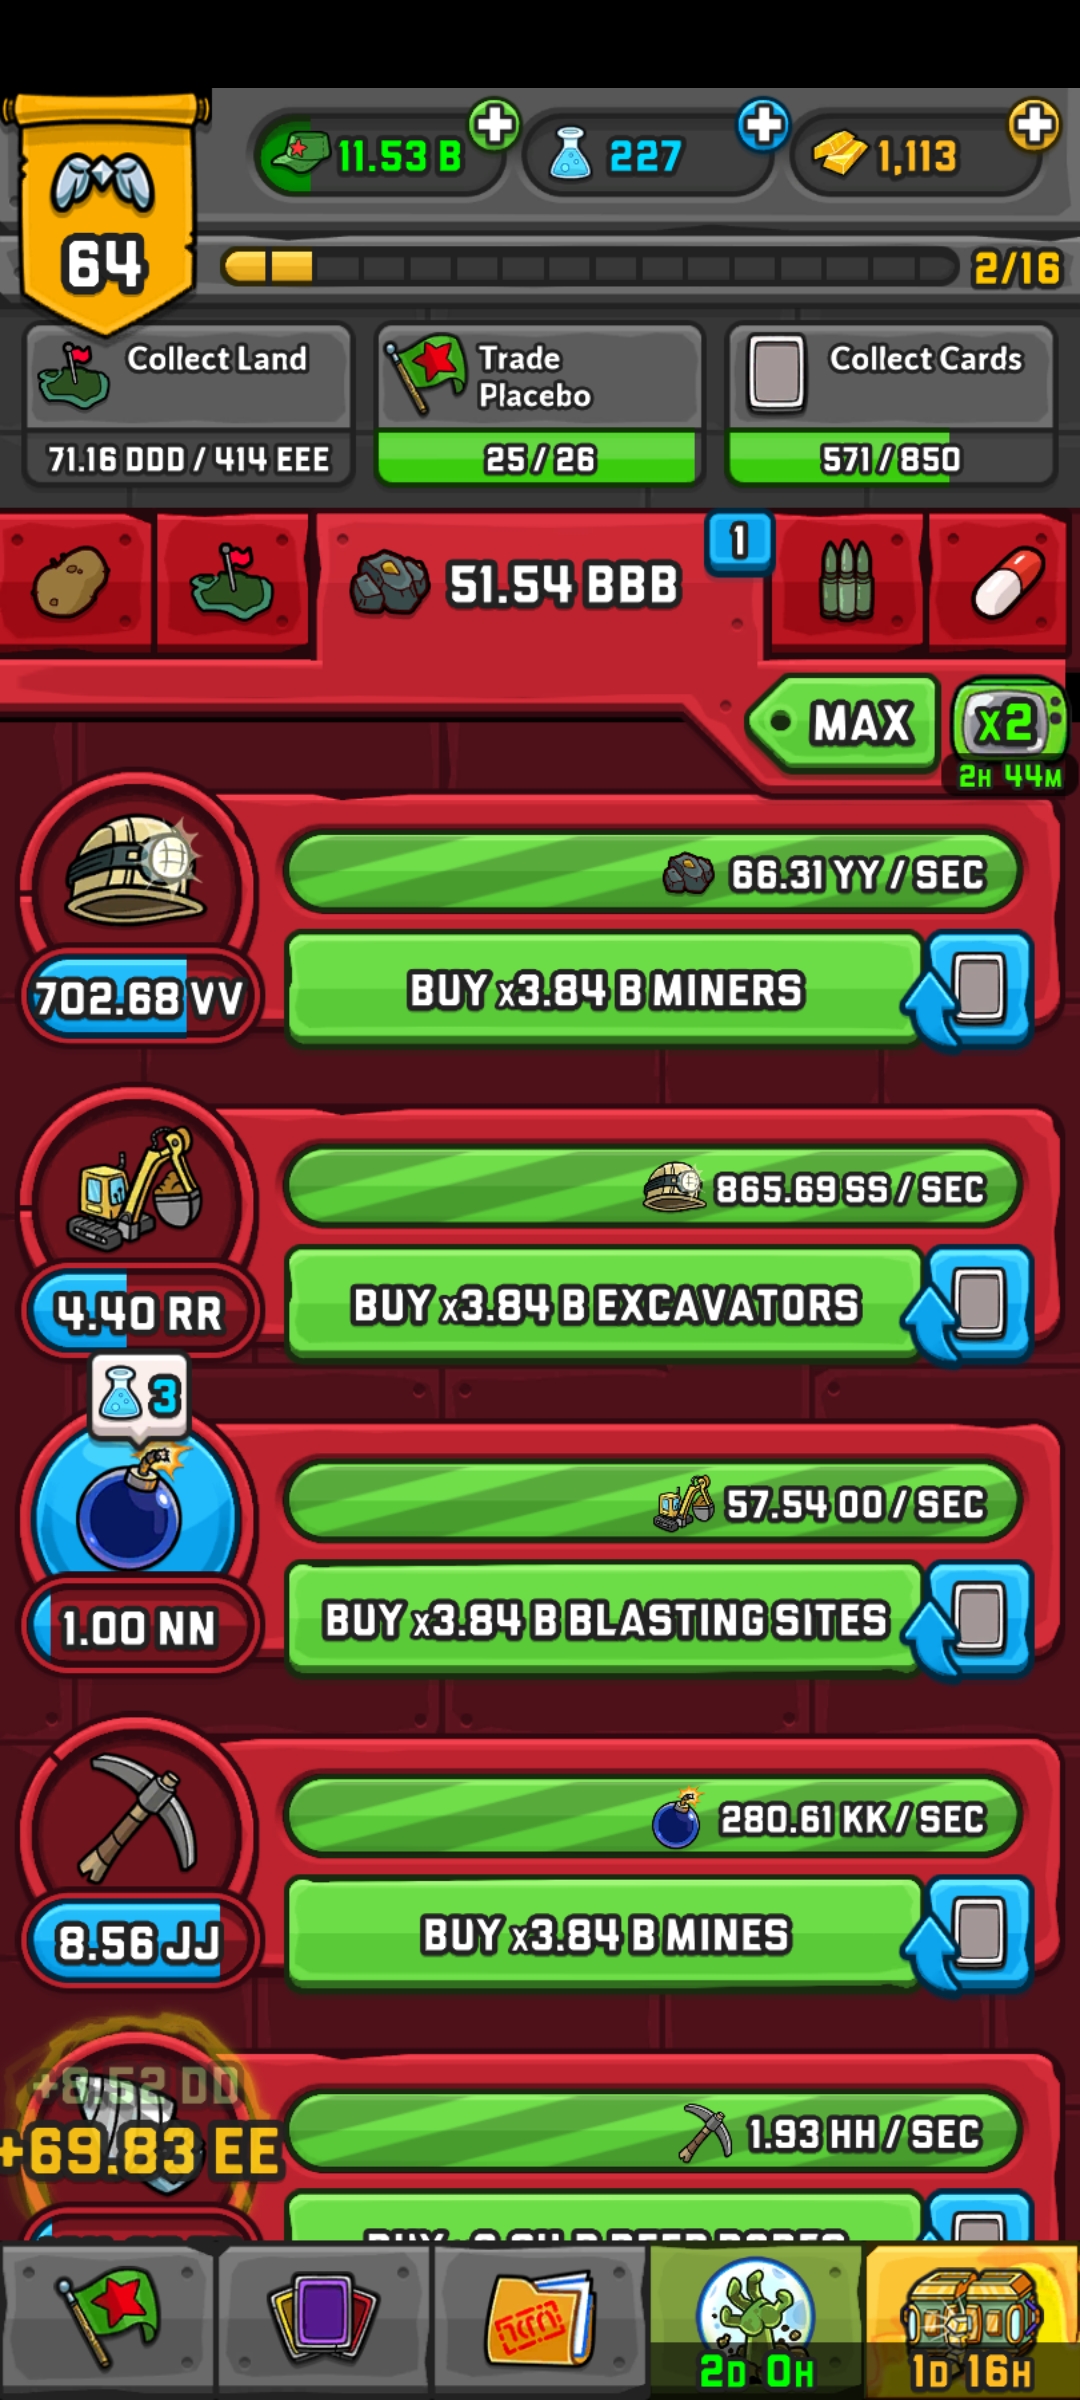 11.53 B
227
1,113
64
2/16
Collect Land
71.16 DDD / 414 EEE
Trade
Placebo
25 / 26
Collect Cards
571 / 850
51.54 BBB
1
MAX
x2
2H 44M
66.31 YY / SEC
702.68 VV
BUY x3.84 B MINERS
865.69 SS / SEC
4.40 RR
BUY x3.84 B EXCAVATORS
3
57.54 OO / SEC
1.00 NN
BUY x3.84 B BLASTING SITES
280.61 KK / SEC
8.56 JJ
BUY x3.84 B MINES
+8.52 DD
+69.83 EE
1.93 HH / SEC
2D 0H
1D 16H